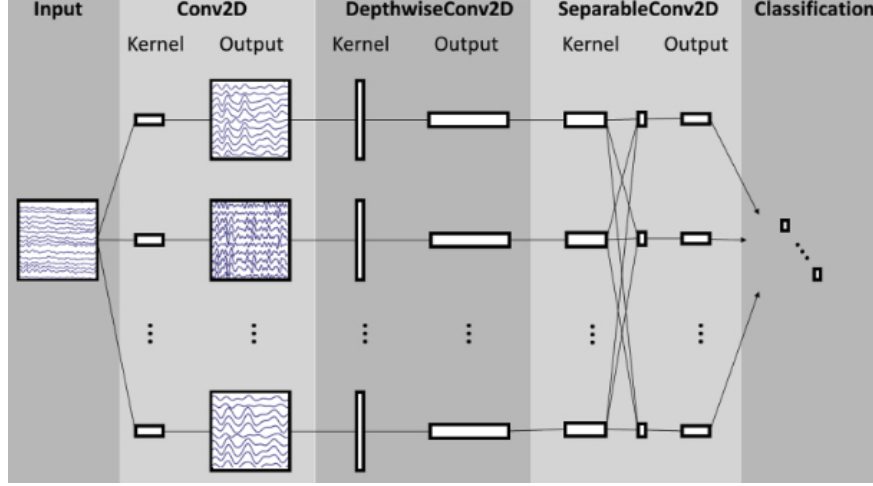 Input Conv2D DepthwiseConv2D SeparableConv2D Classification
Kernel Output Kernel Output Kernel Output